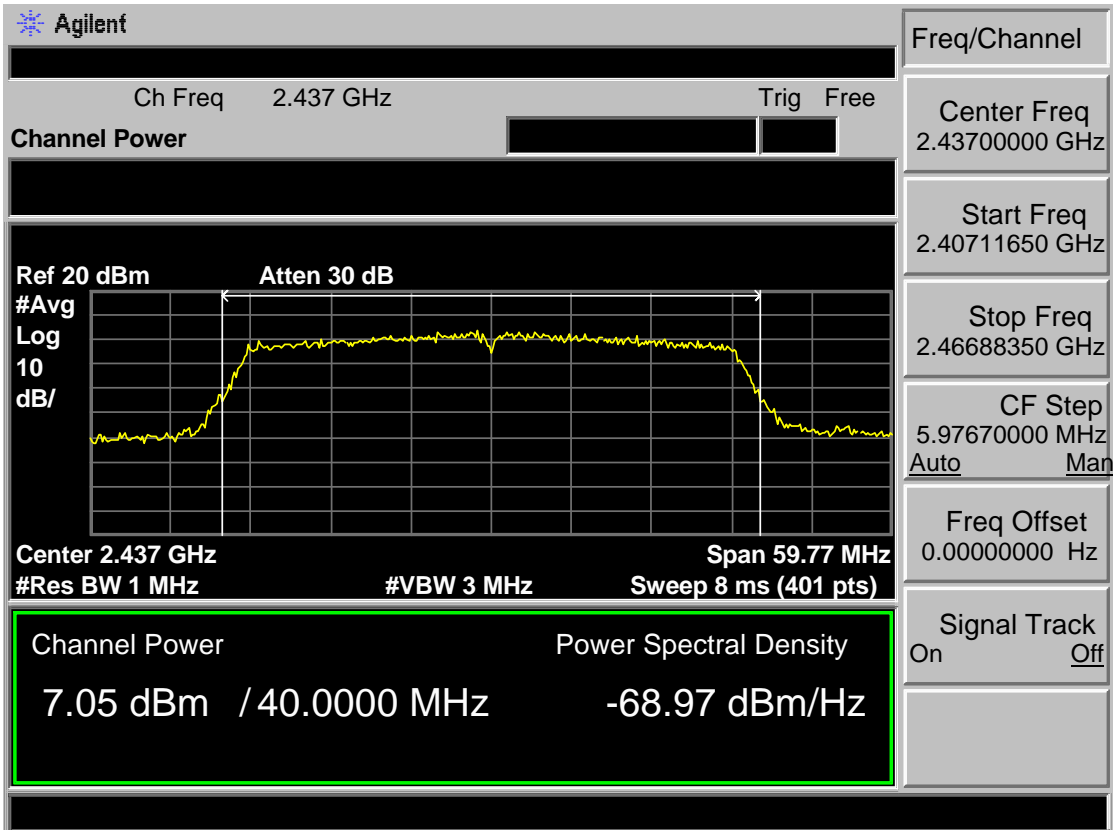 Agilent
Ch Freq 2.437 GHz Trig Free
Channel Power
Ref 20 dBm Atten 30 dB
#Avg
Log
10
dB/
Center 2.437 GHz Span 59.77 MHz
#Res BW 1 MHz #VBW 3 MHz Sweep 8 ms (401 pts)
Channel Power Power Spectral Density
7.05 dBm / 40.0000 MHz -68.97 dBm/Hz
Freq/Channel
Center Freq
2.43700000 GHz
Start Freq
2.40711650 GHz
Stop Freq
2.46688350 GHz
CF Step
5.97670000 MHz
Auto Man
Freq Offset
0.00000000 Hz
Signal Track
On Off